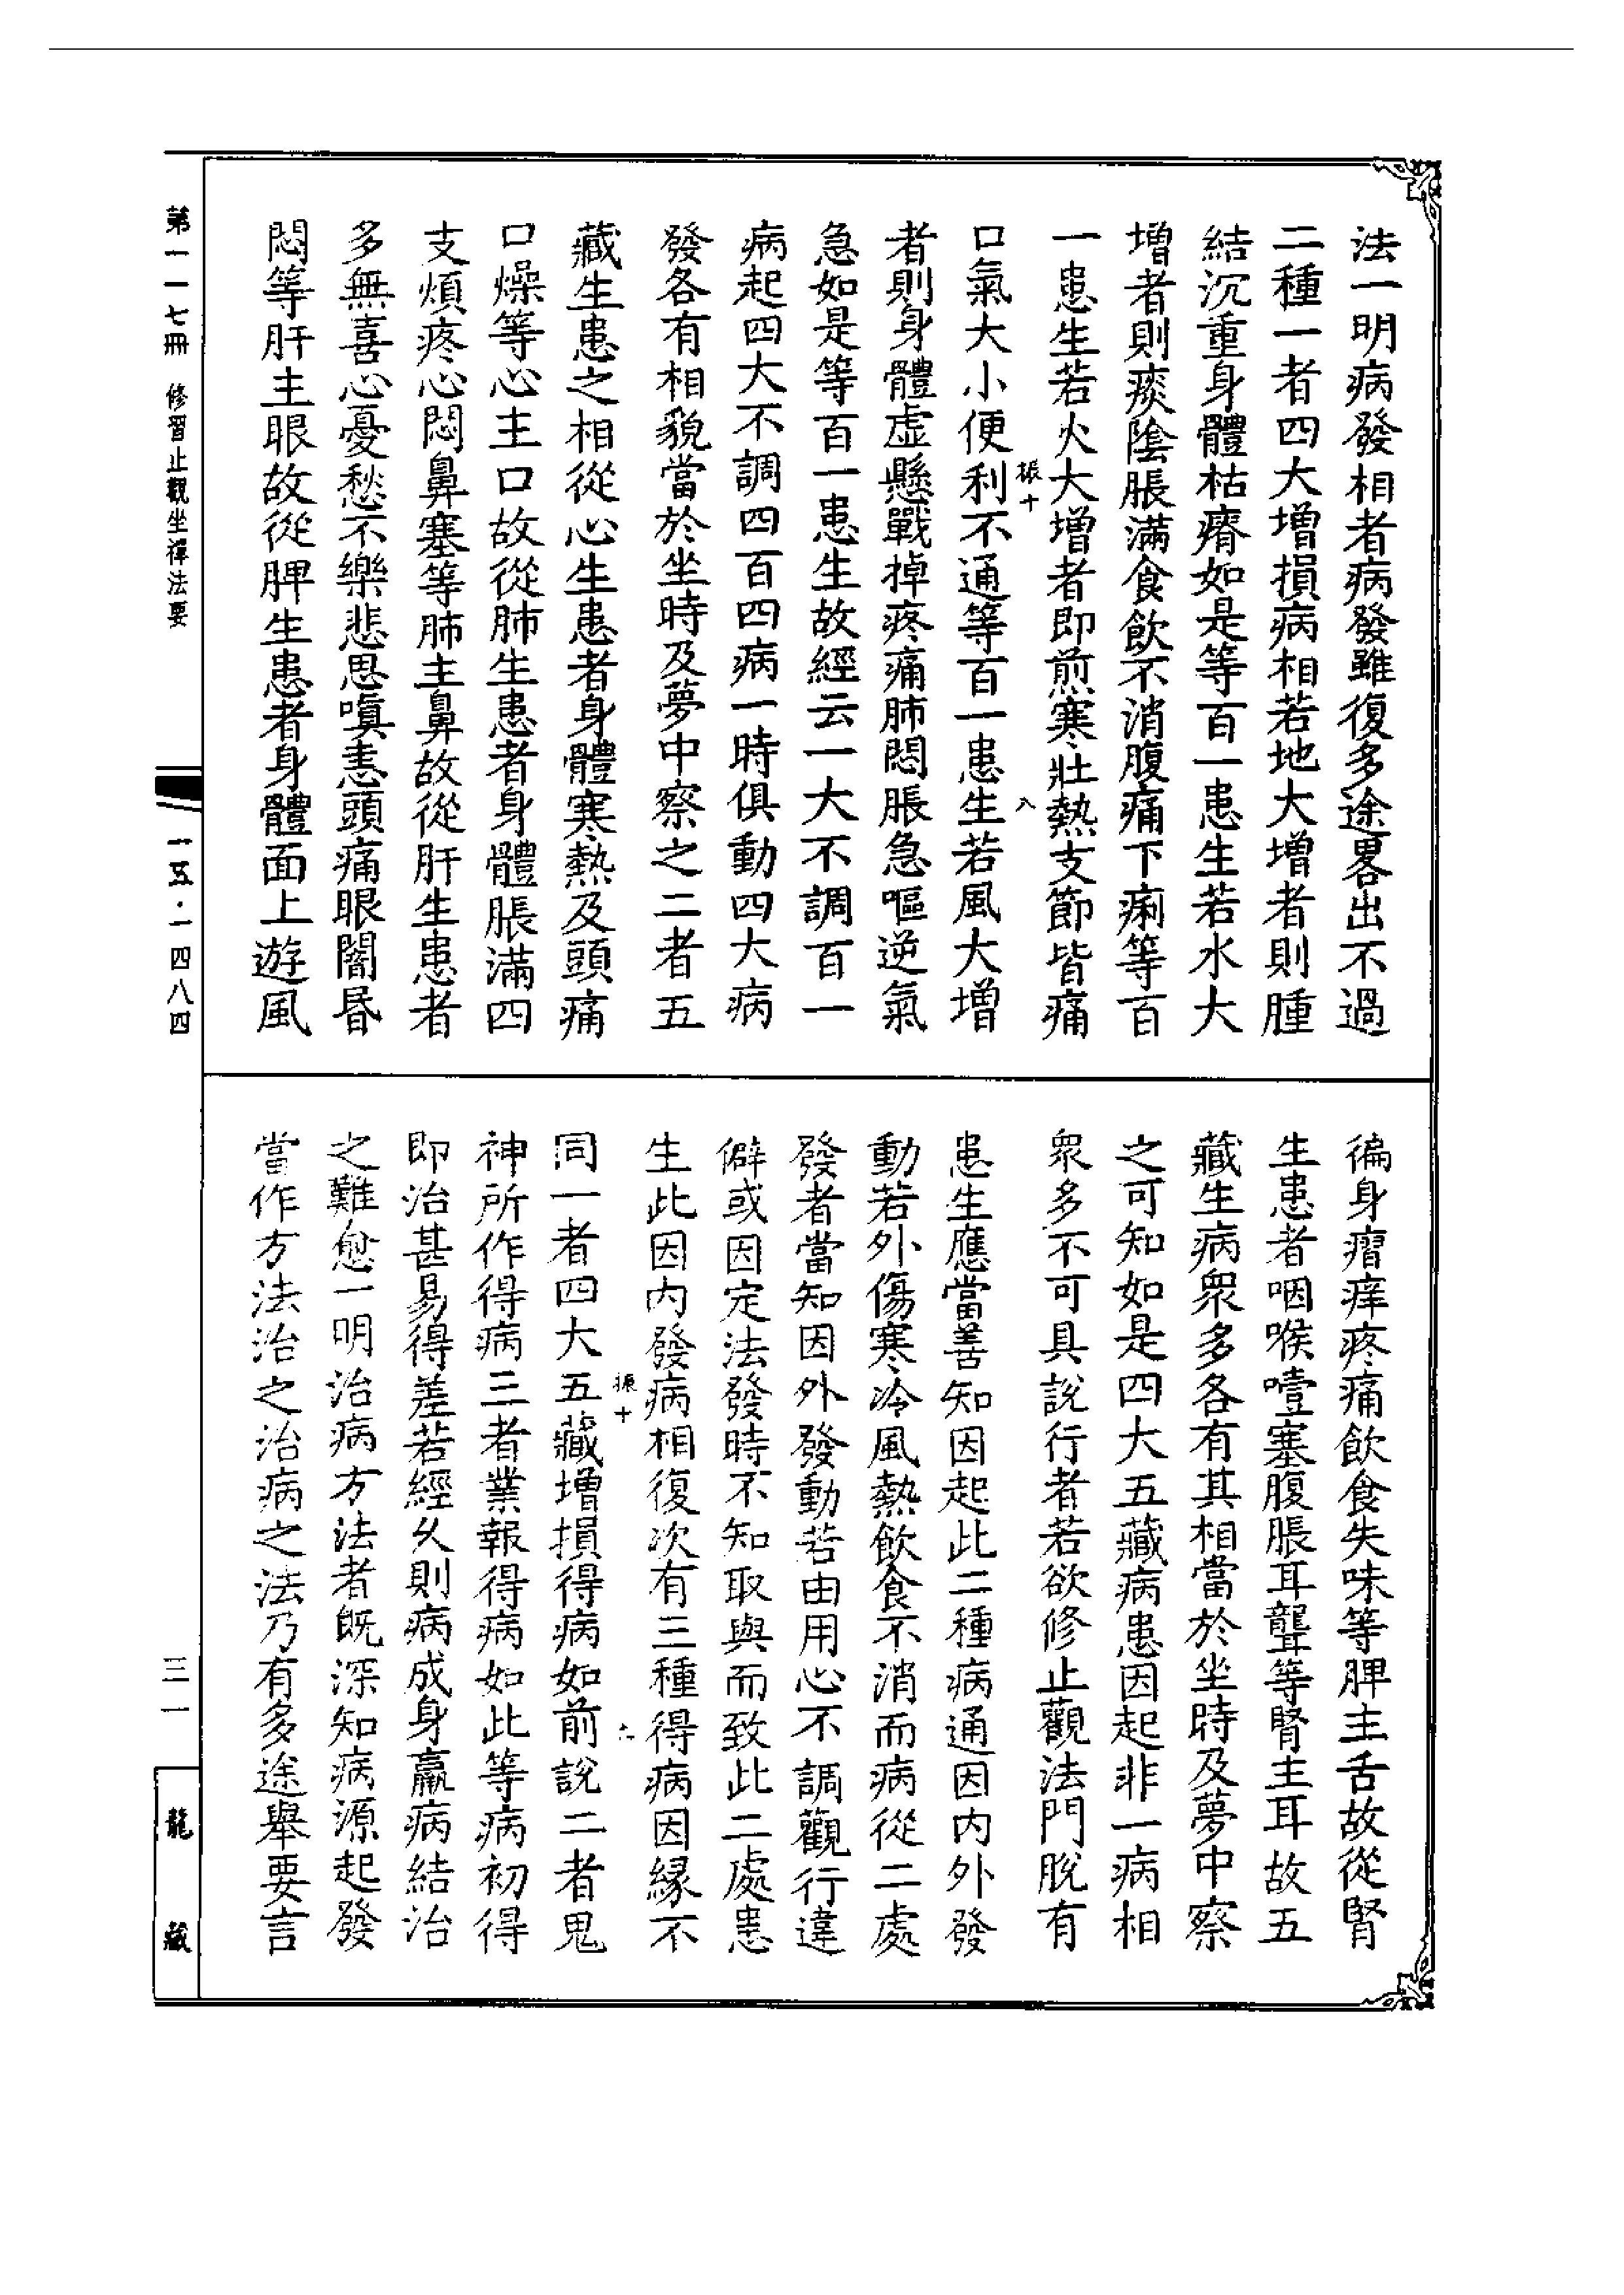 法一明病發相者病發雖復多途畧出不過
二種一者四大增損病相若地大增者則腫
結沉重身體枯瘠如是等百一患生若水大
增者則痰陰脹滿食飲不消腹痛下痢等百
一患生若火大增者即煎寒壯熱支節皆痛
振十
八
口氣大小便利不通等百一患生若風大增
者則身體虛懸戰掉疼痛肺悶脹急嘔逆氣
急如是等百一患生故經云一大不調百一
病起四大不調四百四病一時俱動四大病
發各有相貌當於坐時及夢中察之二者五
藏生患之相從心生患者身體寒熱及頭痛
口燥等心主口故從肺生患者身體脹滿四
支煩疼心悶鼻塞等肺主鼻故從肝生患者
多無喜心憂愁不樂悲思嗔恚頭痛眼闇昏
悶等肝主眼故從脾生患者身體面上遊風
徧身㿇痒疼痛飲食失味等脾主舌故從腎
生患者咽喉噎塞腹脹耳聾等腎主耳故五
藏生病眾多各有其相當於坐時及夢中察
之可知如是四大五藏病患因起非一病相
眾多不可具說行者若欲修止觀法門脫有
患生應當善知因起此二種病通因內外發
動若外傷寒冷風熱飲食不消而病從二處
發者當知因外發動若由用心不調觀行違
僻或因定法發時不知取與而致此二處患
生此因內發病相復次有三種得病因緣不
振十
同一者四大五藏增損得病如前說二者鬼
神所作得病三者業報得病如此等病初得
即治甚易得差若經久則病成身羸病結治
之難愈一明治病方法者既深知病源起發
當作方法治之治病之法乃有多途舉要言
第一一七冊 修習止觀坐禪法要
一五·一四八四
三一
龍藏